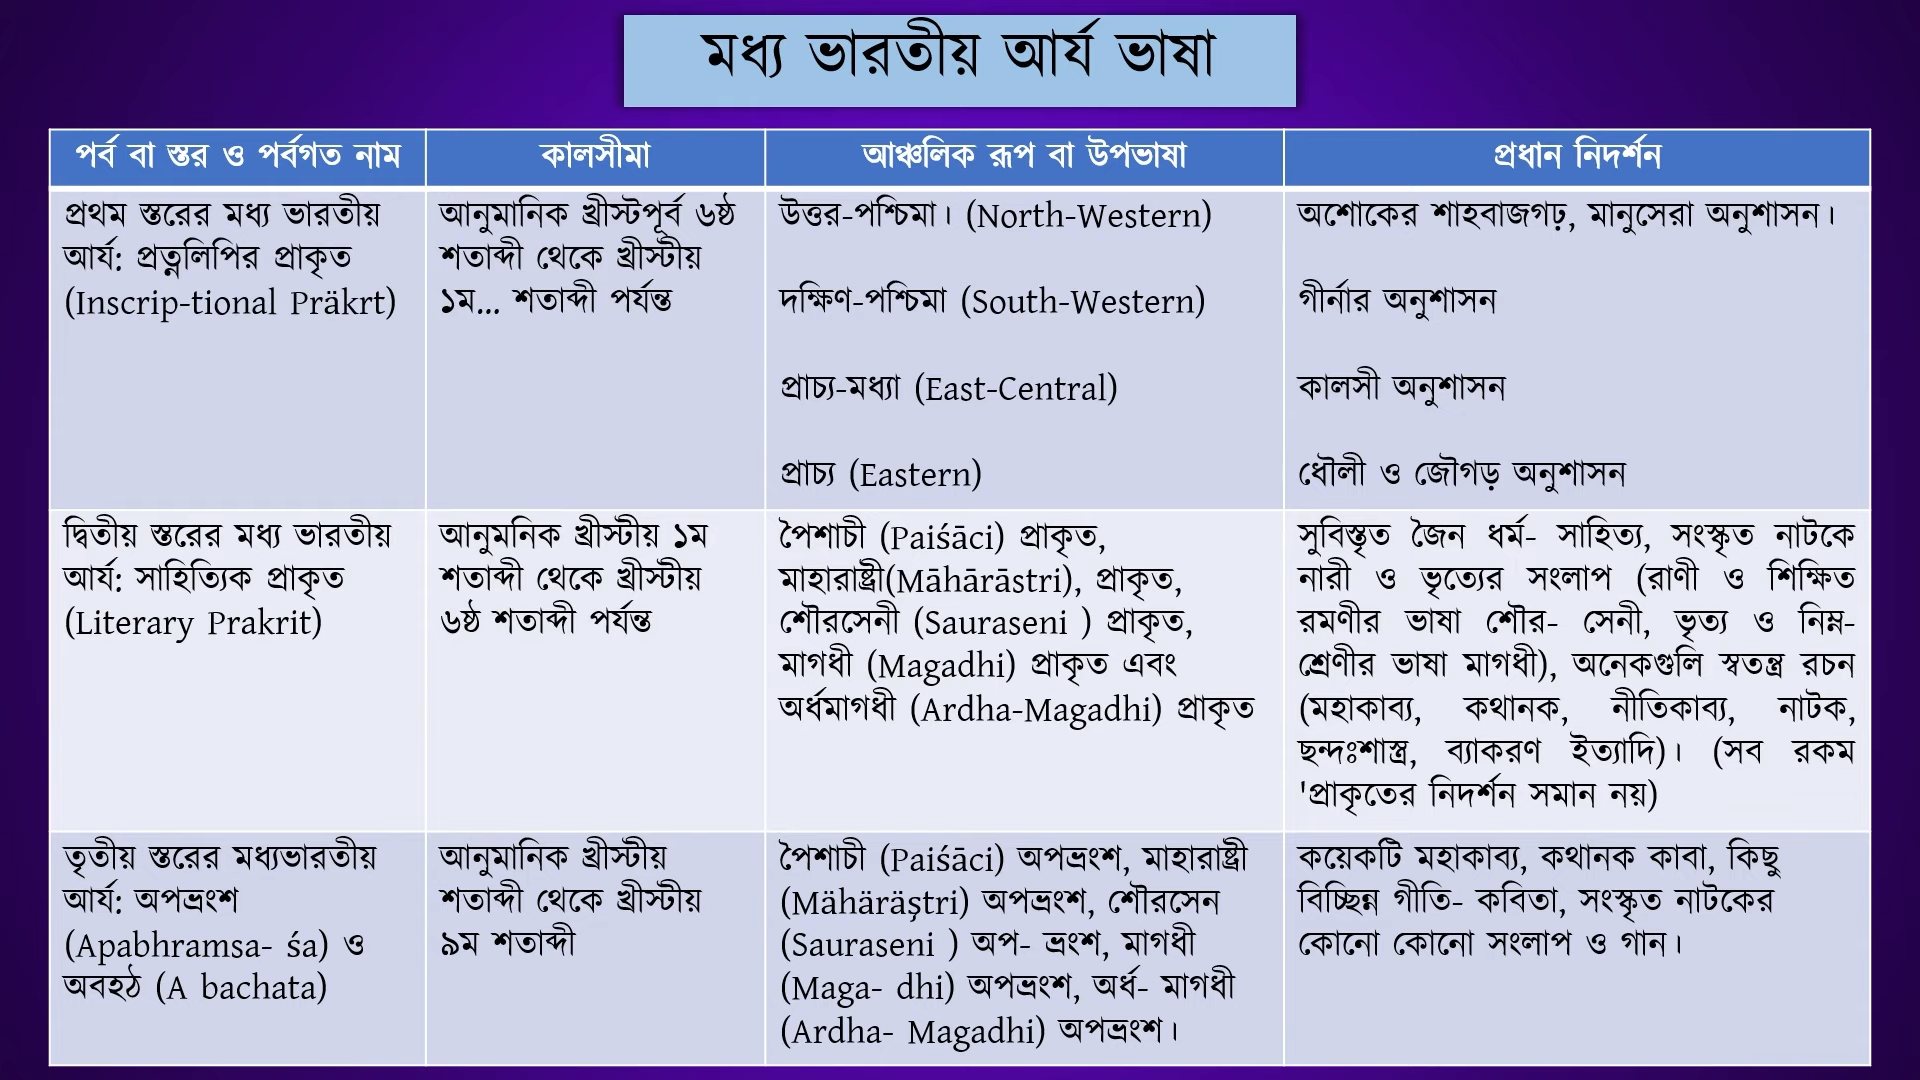 মধ্য ভারতীয় আর্য ভাষা
পর্ব বা স্তর ও পর্বগত নাম
কালসীমা
আঞ্চলিক রূপ বা উপভাষা
প্রধান নিদর্শন
প্রথম স্তরের মধ্য ভারতীয়
আর্য: প্রত্নলিপির প্রাকৃত
(Inscrip-tional Präkrt)
আনুমানিক খ্রীস্টপূর্ব ৬ষ্ঠ
শতাব্দী থেকে খ্রীস্টীয়
১ম... শতাব্দী পর্যন্ত
উত্তর-পশ্চিমা। (North-Western)
দক্ষিণ-পশ্চিমা (South-Western)
প্রাচ্য-মধ্যা (East-Central)
প্রাচ্য (Eastern)
অশোকের শাহবাজগঢ়, মানুসেরা অনুশাসন।
গীর্নার অনুশাসন
কালসী অনুশাসন
ধৌলী ও জৌগড় অনুশাসন
দ্বিতীয় স্তরের মধ্য ভারতীয়
আর্য: সাহিত্যিক প্রাকৃত
(Literary Prakrit)
আনুমনিক খ্রীস্টীয় ১ম
শতাব্দী থেকে খ্রীস্টীয়
৬ষ্ঠ শতাব্দী পর্যন্ত
পৈশাচী (Paiśāci) প্রাকৃত,
মাহারাষ্ট্রী(Māhārāstri), প্রাকৃত,
শৌরসেনী (Sauraseni ) প্রাকৃত,
মাগধী (Magadhi) প্রাকৃত এবং
অর্ধমাগধী (Ardha-Magadhi) প্রাকৃত
সুবিস্তৃত জৈন ধর্ম- সাহিত্য, সংস্কৃত নাটকে
নারী ও ভৃত্যের সংলাপ (রাণী ও শিক্ষিত
রমণীর ভাষা শৌর- সেনী, ভৃত্য ও নিম্ন-
শ্রেণীর ভাষা মাগধী), অনেকগুলি স্বতন্ত্র রচন
(মহাকাব্য, কথানক, নীতিকাব্য, নাটক,
ছন্দঃশাস্ত্র, ব্যাকরণ ইত্যাদি)। (সব রকম
'প্রাকৃতের নিদর্শন সমান নয়)
তৃতীয় স্তরের মধ্যভারতীয়
আর্য: অপভ্রংশ
(Apabhramsa- śa) ও
অবহঠ (A bachata)
আনুমানিক খ্রীস্টীয়
শতাব্দী থেকে খ্রীস্টীয়
৯ম শতাব্দী
পৈশাচী (Paiśāci) অপভ্রংশ, মাহারাষ্ট্রী
(Mähäräştri) অপভ্রংশ, শৌরসেন
(Sauraseni ) অপ- ভ্রংশ, মাগধী
(Maga- dhi) অপভ্রংশ, অর্ধ- মাগধী
(Ardha- Magadhi) অপভ্রংশ।
কয়েকটি মহাকাব্য, কথানক কাবা, কিছু
বিচ্ছিন্ন গীতি- কবিতা, সংস্কৃত নাটকের
কোনো কোনো সংলাপ ও গান।